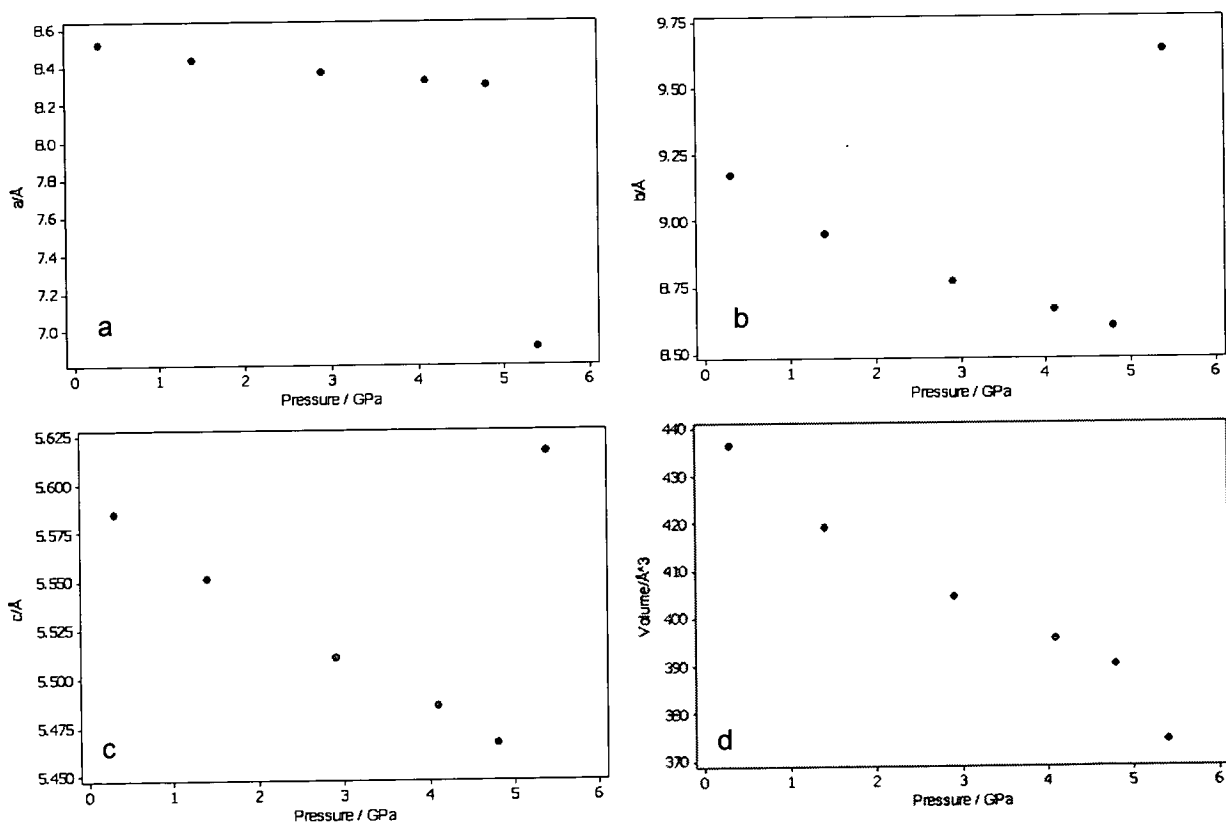 8.6
8.4
8.2
8.0
7.8
7.6
7.4
7.2
7.0
a/Å
a
0 1 2 3 4 5 6
Pressure / GPa
9.75
9.50
9.25
9.00
8.75
8.50
b/Å
b
0 1 2 3 4 5 6
Pressure / GPa
5.625
5.600
5.575
5.550
5.525
5.500
5.475
5.450
c/Å
c
0 1 2 3 4 5 6
Pressure / GPa
440
430
420
410
400
390
380
370
Volume/Å^3
d
0 1 2 3 4 5 6
Pressure / GPa